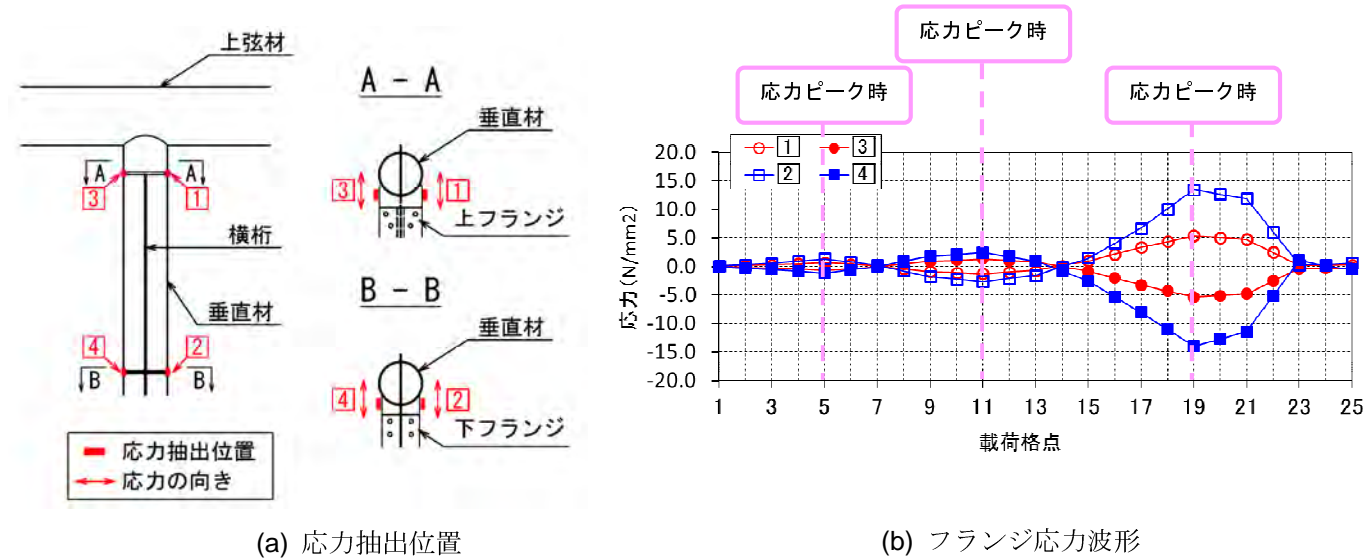 上弦材
A
A
3
1
横桁
垂直材
4
2
B
B
応力抽出位置
応力の向き
A - A
垂直材
3
1
上フランジ
B - B
垂直材
4
2
下フランジ
(a) 応力抽出位置
応力ピーク時
応力ピーク時
応力ピーク時
1
3
2
4
20.0
15.0
10.0
5.0
0.0
-5.0
-10.0
-15.0
-20.0
応力(N/mm2)
1 3 5 7 9 11 13 15 17 19 21 23 25
載荷格点
(b) フランジ応力波形